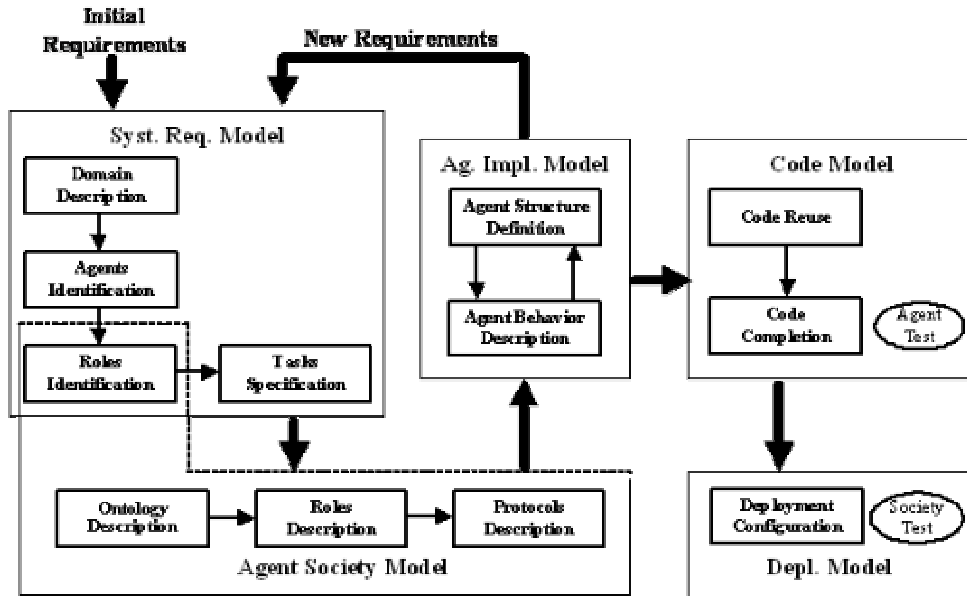 Initial
Requirements
New Requirements
Syst. Req. Model
Domain
Description
Agents
Identification
Roles
Identification
Tasks
Specification
Ag. Impl. Model
Agent Structure
Definition
Agent Behavior
Description
Code Model
Code Reuse
Code
Completion
Agent
Test
Ontology
Description
Roles
Description
Protocols
Description
Agent Society Model
Deployment
Configuration
Society
Test
Depl. Model